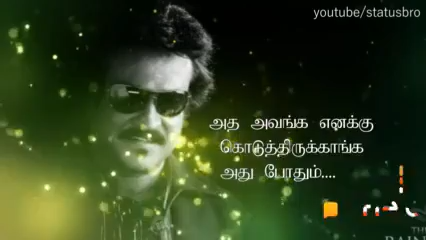 youtube/statusbro
அத அவங்க எனக்கு
கொடுத்திருக்காங்க
அது போதும்....